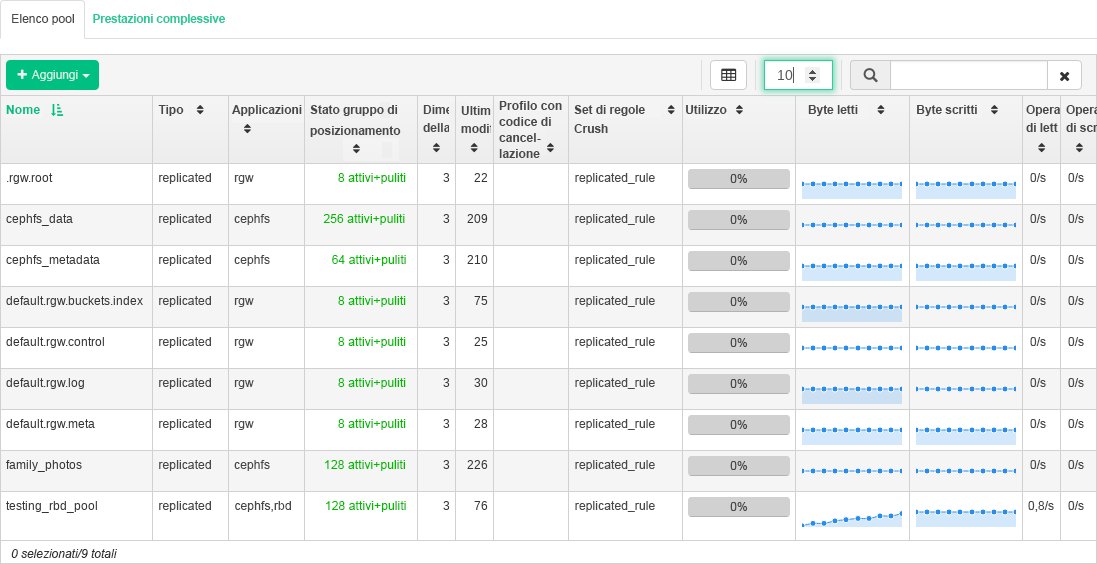 Elenco pool Prestazioni complessive
Aggiungi 10
Nome Tipo Applicazioni Stato gruppo di posizionamento Dime della Ultim modif Profilo con codice di cancel-lazione Set di regole Crush Utilizzo Byte letti Byte scritti Opera di lett Opera di scr
.rgw.root replicated rgw 8 attivi+puliti 3 22 replicated_rule 0% 0/s 0/s
cephfs_data replicated cephfs 256 attivi+puliti 3 209 replicated_rule 0% 0/s 0/s
cephfs_metadata replicated cephfs 64 attivi+puliti 3 210 replicated_rule 0% 0/s 0/s
default.rgw.buckets.index replicated rgw 8 attivi+puliti 3 75 replicated_rule 0% 0/s 0/s
default.rgw.control replicated rgw 8 attivi+puliti 3 25 replicated_rule 0% 0/s 0/s
default.rgw.log replicated rgw 8 attivi+puliti 3 30 replicated_rule 0% 0/s 0/s
default.rgw.meta replicated rgw 8 attivi+puliti 3 28 replicated_rule 0% 0/s 0/s
family_photos replicated cephfs 128 attivi+puliti 3 226 replicated_rule 0% 0/s 0/s
testing_rbd_pool replicated cephfs,rbd 128 attivi+puliti 3 76 replicated_rule 0% 0,8/s 0/s
0 selezionati/9 totali